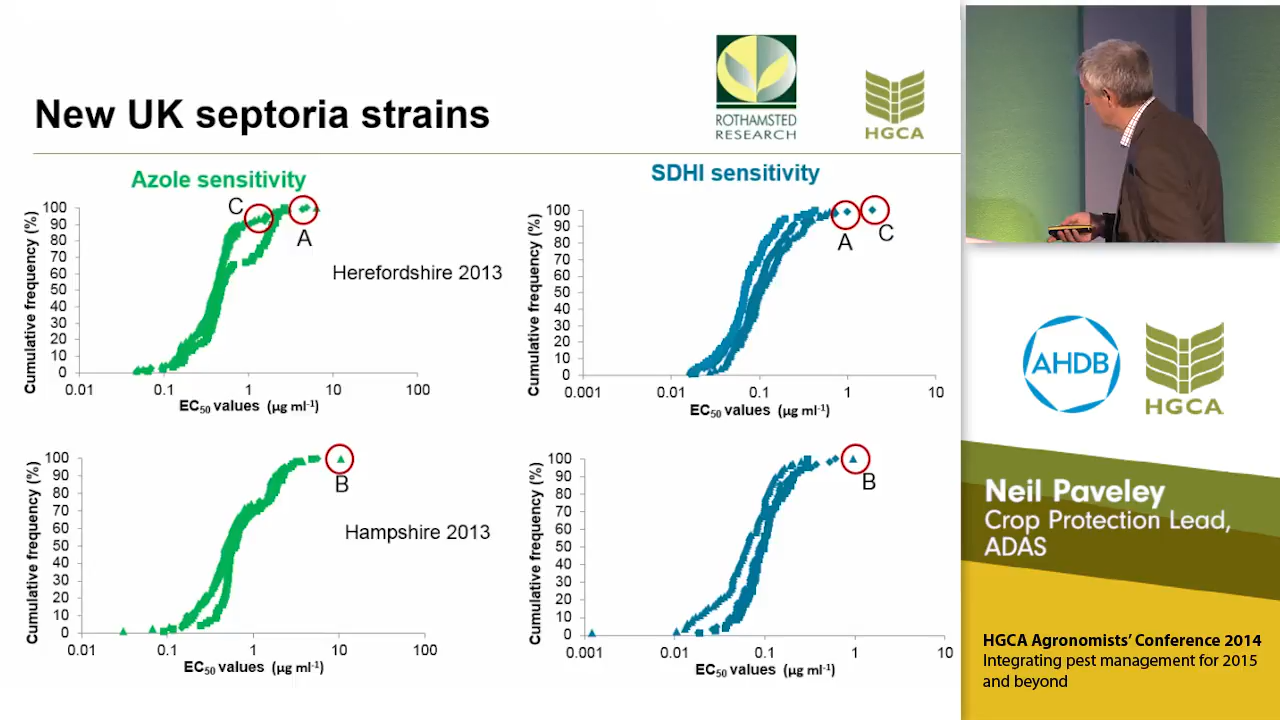 New UK septoria strains
ROTHAMSTED
RESEARCH
HGCA
Azole sensitivity
SDHI sensitivity
Cumulative frequency (%)
100
90
80
70
60
50
40
30
20
10
0
0.01
0.1
1
10
100
EC50 values (µg ml-1)
C
A
Herefordshire 2013
Cumulative frequency (%)
100
90
80
70
60
50
40
30
20
10
0
0.001
0.01
0.1
1
10
EC50 values (µg ml-1)
A
C
Cumulative frequency (%)
100
90
80
70
60
50
40
30
20
10
0
0.01
0.1
1
10
100
EC50 values (µg ml-1)
B
Hampshire 2013
Cumulative frequency (%)
100
90
80
70
60
50
40
30
20
10
0
0.001
0.01
0.1
1
10
EC50 values (µg ml-1)
B
AHDB
HGCA
Neil Paveley
Crop Protection Lead,
ADAS
HGCA Agronomists' Conference 2014
Integrating pest management for 2015
and beyond